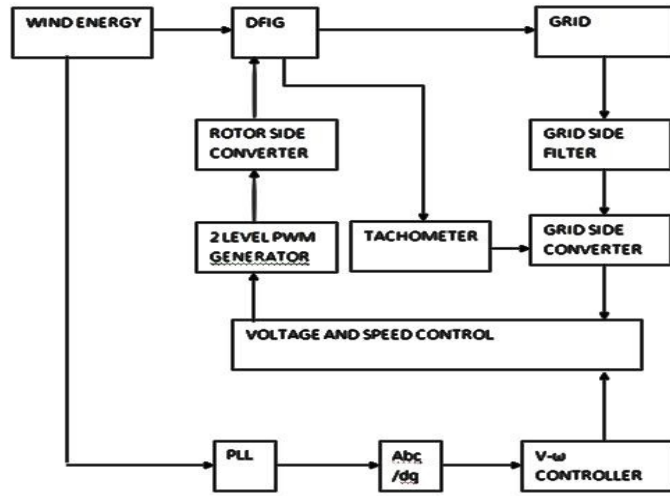 WIND ENERGY
DFIG
GRID
ROTOR SIDE
CONVERTER
GRID SIDE
FILTER
2 LEVEL PWM
GENERATOR
TACHOMETER
GRID SIDE
CONVERTER
VOLTAGE AND SPEED CONTROL
PLL
Abc
/dq
V-ω
CONTROLLER